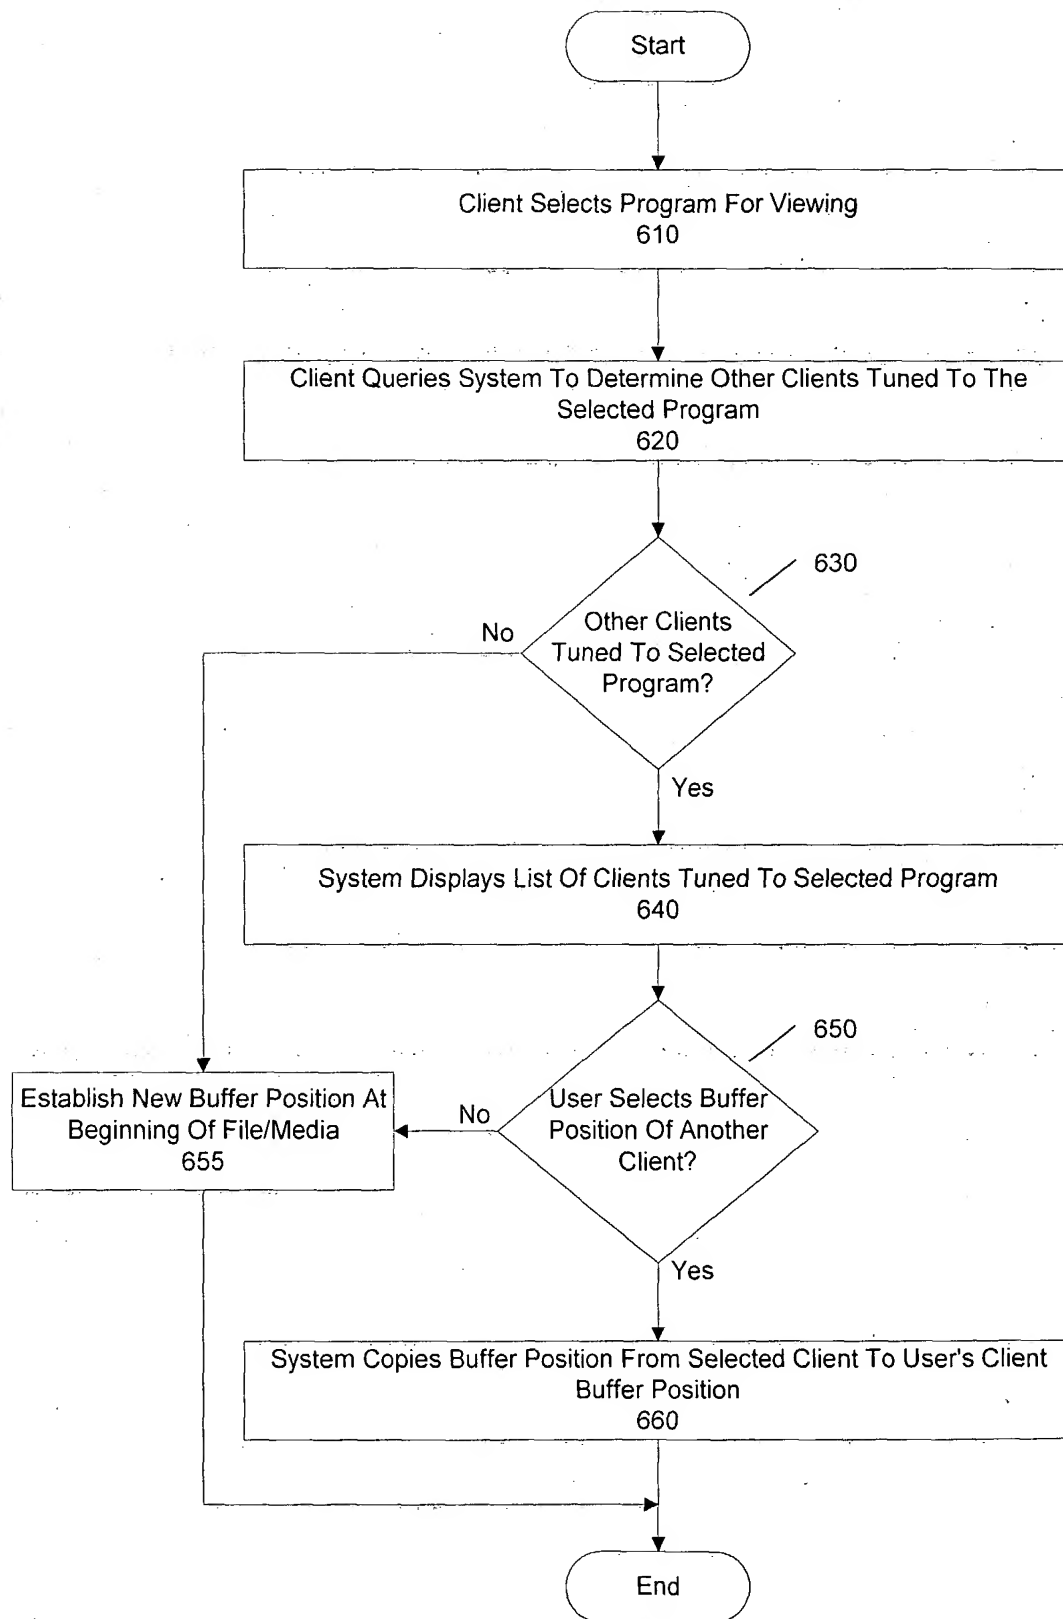 Start
Client Selects Program For Viewing
610
Client Queries System To Determine Other Clients Tuned To The
Selected Program
620
630
Other Clients
Tuned To Selected
Program?
No
Yes
System Displays List Of Clients Tuned To Selected Program
640
650
User Selects Buffer
Position Of Another
Client?
No
Establish New Buffer Position At
Beginning Of File/Media
655
Yes
System Copies Buffer Position From Selected Client To User's Client
Buffer Position
660
End